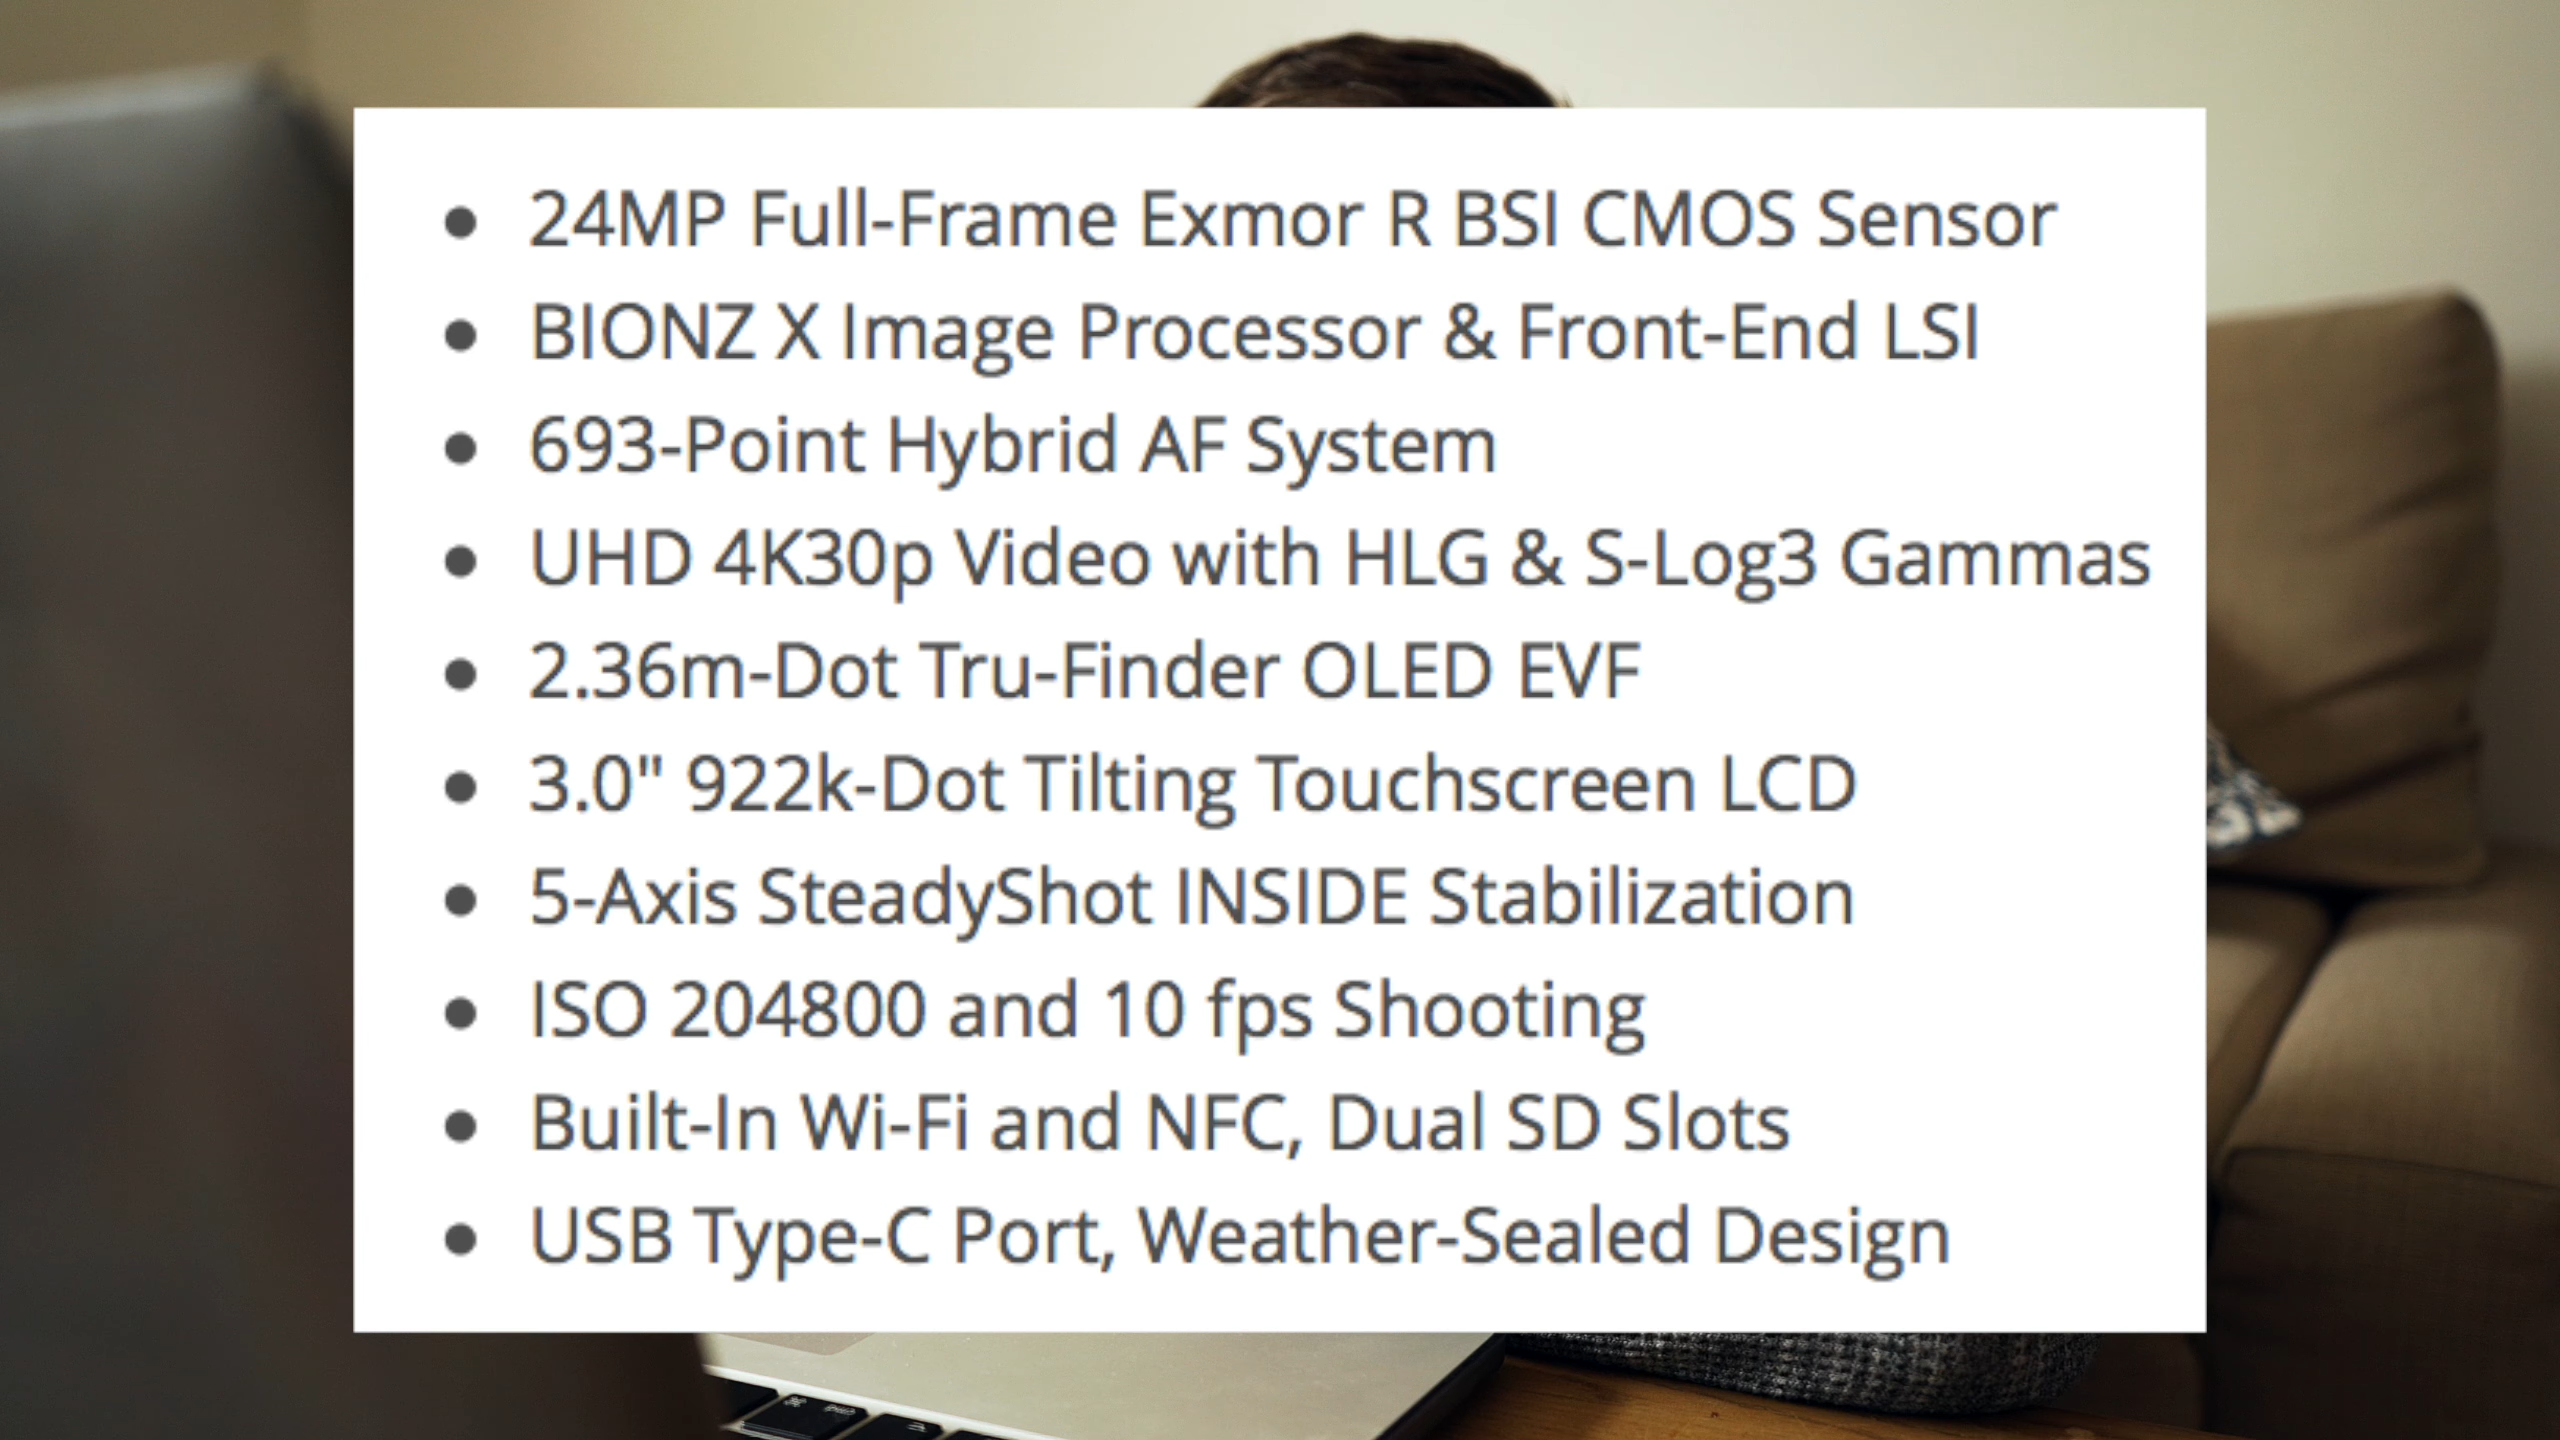 • 24MP Full-Frame Exmor R BSI CMOS Sensor
• BIONZ X Image Processor & Front-End LSI
• 693-Point Hybrid AF System
• UHD 4K30p Video with HLG & S-Log3 Gammas
• 2.36m-Dot Tru-Finder OLED EVF
• 3.0" 922k-Dot Tilting Touchscreen LCD
• 5-Axis SteadyShot INSIDE Stabilization
• ISO 204800 and 10 fps Shooting
• Built-In Wi-Fi and NFC, Dual SD Slots
• USB Type-C Port, Weather-Sealed Design